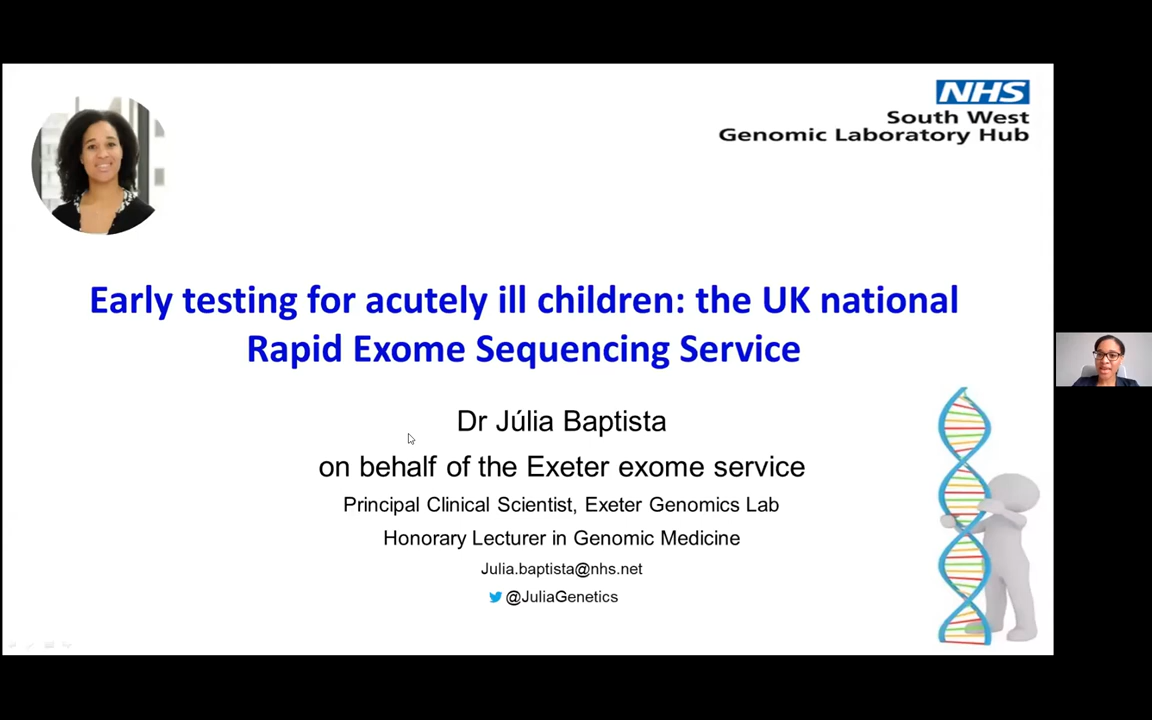 NHS
South West
Genomic Laboratory Hub
Early testing for acutely ill children: the UK national
Rapid Exome Sequencing Service
Dr Júlia Baptista
on behalf of the Exeter exome service
Principal Clinical Scientist, Exeter Genomics Lab
Honorary Lecturer in Genomic Medicine
Julia.baptista@nhs.net
@JuliaGenetics